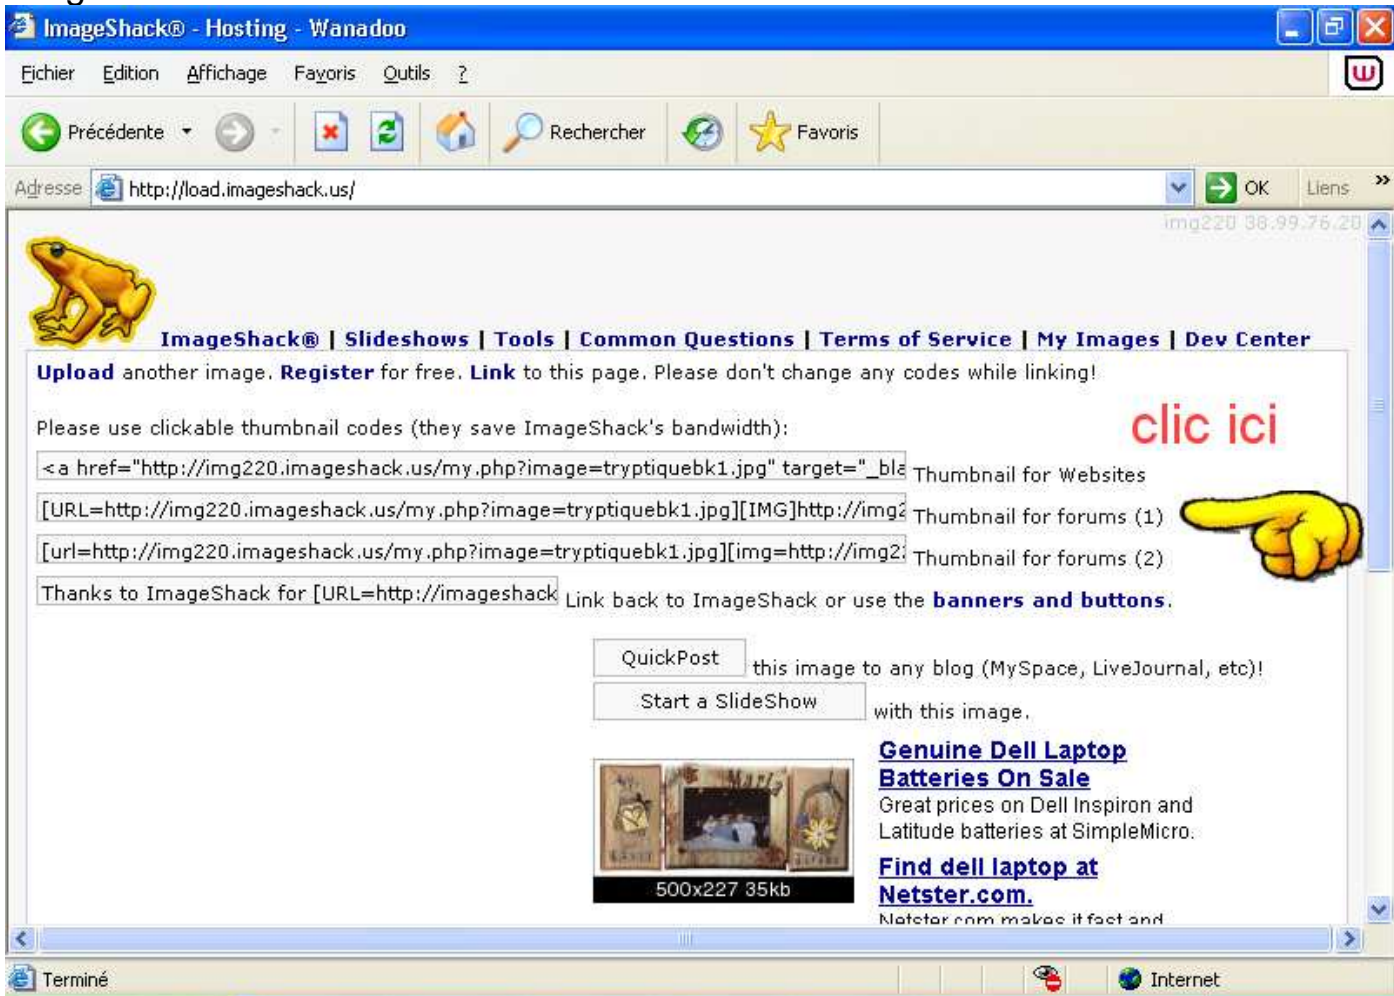 ImageShack® - Hosting - Wanadoo
Fichier Edition Affichage Favoris Outils ?
Précédente Rechercher Favoris
Adresse http://load.imageshack.us/ OK Liens »
img220 38.99.76.20
ImageShack® | Slideshows | Tools | Common Questions | Terms of Service | My Images | Dev Center
Upload another image. Register for free. Link to this page. Please don't change any codes while linking!
clic ici
Please use clickable thumbnail codes (they save ImageShack's bandwidth):
<a href="http://img220.imageshack.us/my.php?image=tryptiquebk1.jpg" target="_bla Thumbnail for Websites
[URL=http://img220.imageshack.us/my.php?image=tryptiquebk1.jpg][IMG]http://img2 Thumbnail for forums (1)
[url=http://img220.imageshack.us/my.php?image=tryptiquebk1.jpg][img=http://img2: Thumbnail for forums (2)
Thanks to ImageShack for [URL=http://imageshack Link back to ImageShack or use the banners and buttons.
QuickPost this image to any blog (MySpace, LiveJournal, etc)!
Start a SlideShow with this image.
Genuine Dell Laptop
Batteries On Sale
Great prices on Dell Inspiron and
Latitude batteries at SimpleMicro.
500x227 35kb
Find dell laptop at
Netster.com.
Netster.com makes it fast and
Terminé Internet